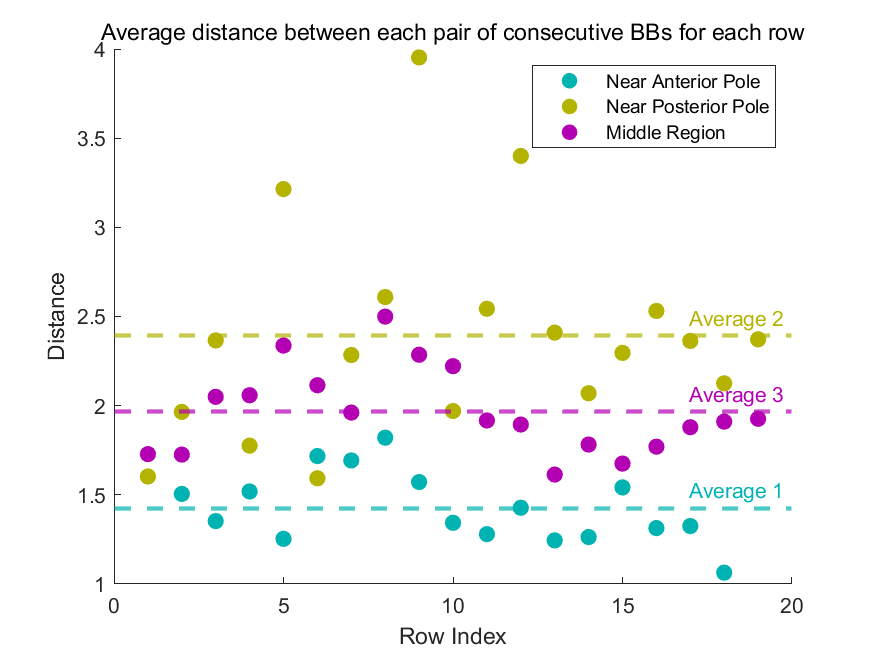 Average distance between each pair of consecutive BBs for each row
4
Near Anterior Pole
Near Posterior Pole
Middle Region
3.5
3
2.5
Average 2
Distance
Average 3
2
Average 1
1.5
1
0
5
10
15
20
Row Index